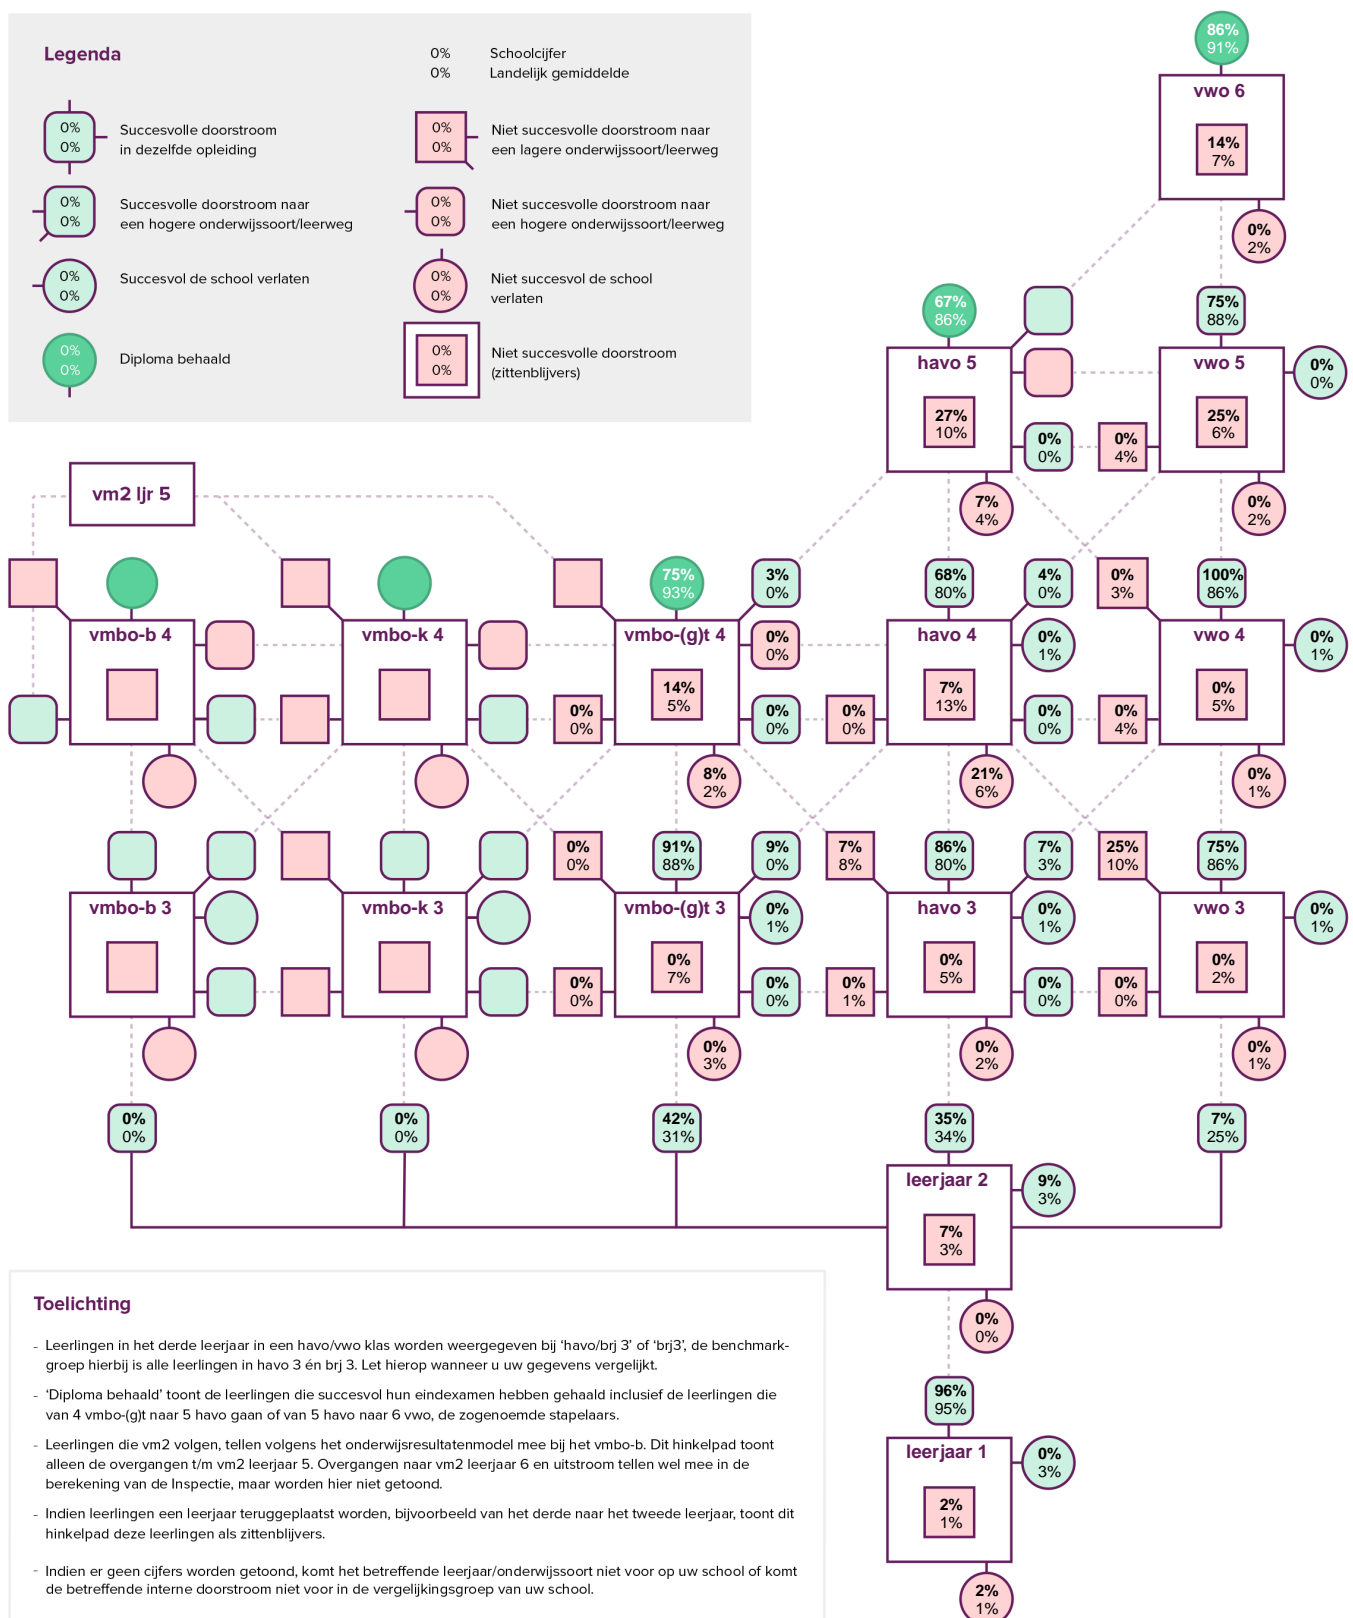 Legenda
0% Schoolcijfer
0% Landelijk gemiddelde
0% Succesvolle doorstroom
0% in dezelfde opleiding
0% Niet succesvolle doorstroom naar
0% een lagere onderwijssoort/leerweg
0% Succesvolle doorstroom naar
0% een hogere onderwijssoort/leerweg
0% Niet succesvolle doorstroom naar
0% een hogere onderwijssoort/leerweg
0% Succesvol de school verlaten
0%
0% Niet succesvol de school
0% verlaten
0% Diploma behaald
0%
0% Niet succesvolle doorstroom
0% (zittenblijvers)
86%
91%
vwo 6
14%
7%
0%
2%
67%
86%
75%
88%
havo 5
vwo 5
0%
0%
27%
10%
25%
6%
0%
0%
0%
4%
7%
4%
0%
2%
vm2 ljr 5
75%
93%
3%
0%
68%
80%
4%
0%
0%
3%
100%
86%
vmbo-b 4
vmbo-k 4
vmbo-(g)t 4
0%
0%
havo 4
0%
1%
vwo 4
0%
1%
14%
5%
7%
13%
0%
5%
0%
0%
0%
0%
0%
0%
0%
0%
0%
4%
8%
2%
21%
6%
0%
1%
0%
0%
91%
88%
9%
0%
7%
8%
86%
80%
7%
3%
25%
10%
75%
86%
vmbo-b 3
vmbo-k 3
vmbo-(g)t 3
0%
1%
havo 3
0%
1%
vwo 3
0%
1%
0%
7%
0%
5%
0%
2%
0%
0%
0%
0%
0%
1%
0%
0%
0%
0%
0%
3%
0%
2%
0%
1%
0%
0%
0%
0%
42%
31%
35%
34%
7%
25%
leerjaar 2
9%
3%
7%
3%
0%
0%
96%
95%
leerjaar 1
0%
3%
2%
1%
2%
1%
Toelichting
- Leerlingen in het derde leerjaar in een havo/vwo klas worden weergegeven bij ‘havo/brj 3’ of ‘brj3’, de benchmark-
groep hierbij is alle leerlingen in havo 3 én brj 3. Let hierop wanneer u uw gegevens vergelijkt.
- ‘Diploma behaald’ toont de leerlingen die succesvol hun eindexamen hebben gehaald inclusief de leerlingen die
van 4 vmbo-(g)t naar 5 havo gaan of van 5 havo naar 6 vwo, de zogenoemde stapelaars.
- Leerlingen die vm2 volgen, tellen volgens het onderwijsresultatenmodel mee bij het vmbo-b. Dit hinkelpad toont
alleen de overgangen t/m vm2 leerjaar 5. Overgangen naar vm2 leerjaar 6 en uitstroom tellen wel mee in de
berekening van de Inspectie, maar worden hier niet getoond.
- Indien leerlingen een leerjaar teruggeplaatst worden, bijvoorbeeld van het derde naar het tweede leerjaar, toont dit
hinkelpad deze leerlingen als zittenblijvers.
- Indien er geen cijfers worden getoond, komt het betreffende leerjaar/onderwijssoort niet voor op uw school of komt
de betreffende interne doorstroom niet voor in de vergelijkingsgroep van uw school.